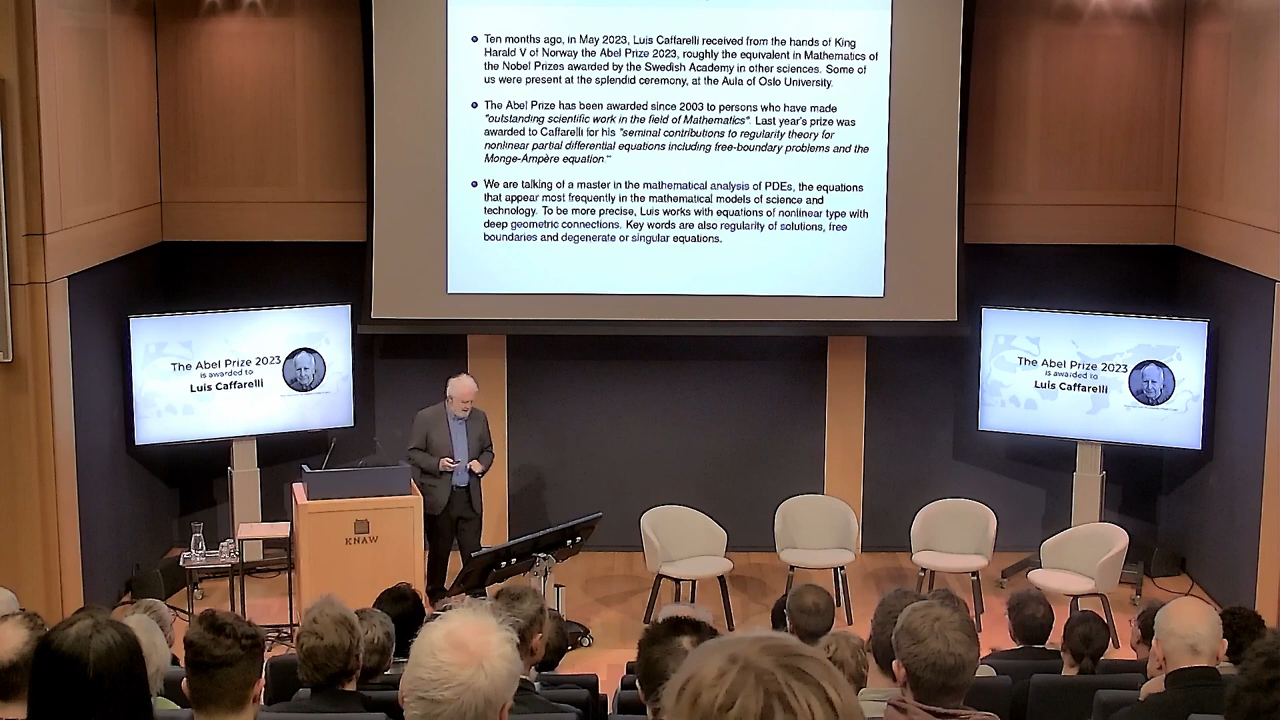 Ten months ago, in May 2023, Luis Caffarelli received from the hands of King
Harald V of Norway the Abel Prize 2023, roughly the equivalent in Mathematics of
the Nobel Prizes awarded by the Swedish Academy in other sciences. Some of
us were present at the splendid ceremony, at the Aula of Oslo University.
The Abel Prize has been awarded since 2003 to persons who have made
"outstanding scientific work in the field of Mathematics". Last year's prize was
awarded to Caffarelli for his "seminal contributions to regularity theory for
nonlinear partial differential equations including free-boundary problems and the
Monge-Ampère equation."
We are talking of a master in the mathematical analysis of PDEs, the equations
that appear most frequently in the mathematical models of science and
technology. To be more precise, Luis works with equations of nonlinear type with
deep geometric connections. Key words are also regularity of solutions, free
boundaries and degenerate or singular equations.
The Abel Prize 2023
is awarded to
Luis Caffarelli
The Abel Prize 2023
is awarded to
Luis Caffarelli
KNAW